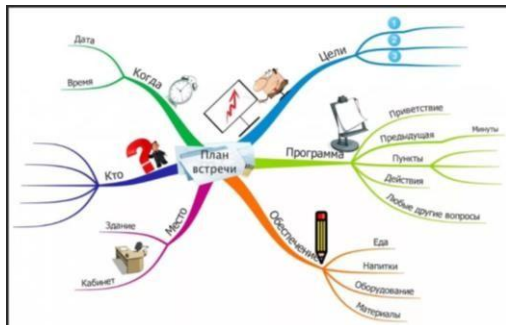 План
встречи
Цели
1
2
3
Программа
Приветствие
Предыдущая
Минуты
Пункты
Действия
Любые другие вопросы
Обеспечение
Еда
Напитки
Оборудование
Материалы
Место
Здание
Кабинет
Кто
Когда
Дата
Время